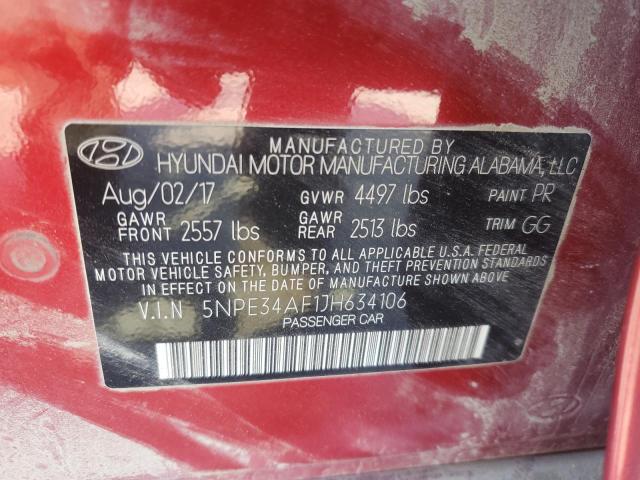 MANUFACTURED BY
HYUNDAI MOTOR MANUFACTURING ALABAMA, LLC
Aug/02/17 GVWR 4497 lbs PAINT PR
GAWR FRONT 2557 lbs GAWR REAR 2513 lbs TRIM GG
THIS VEHICLE CONFORMS TO ALL APPLICABLE U.S.A. FEDERAL
MOTOR VEHICLE SAFETY, BUMPER, AND THEFT PREVENTION STANDARDS
IN EFFECT ON THE DATE OF MANUFACTURE SHOWN ABOVE.
V.I.N 5NPE34AF1JH634106
PASSENGER CAR